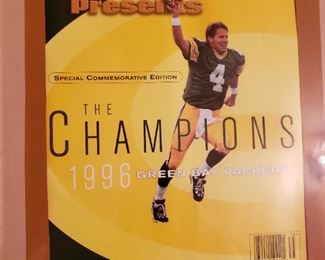 Presents
SPECIAL COMMEMORATIVE EDITION
4
THE
CHAMPIONS
1996 GREEN BAY PACKERS